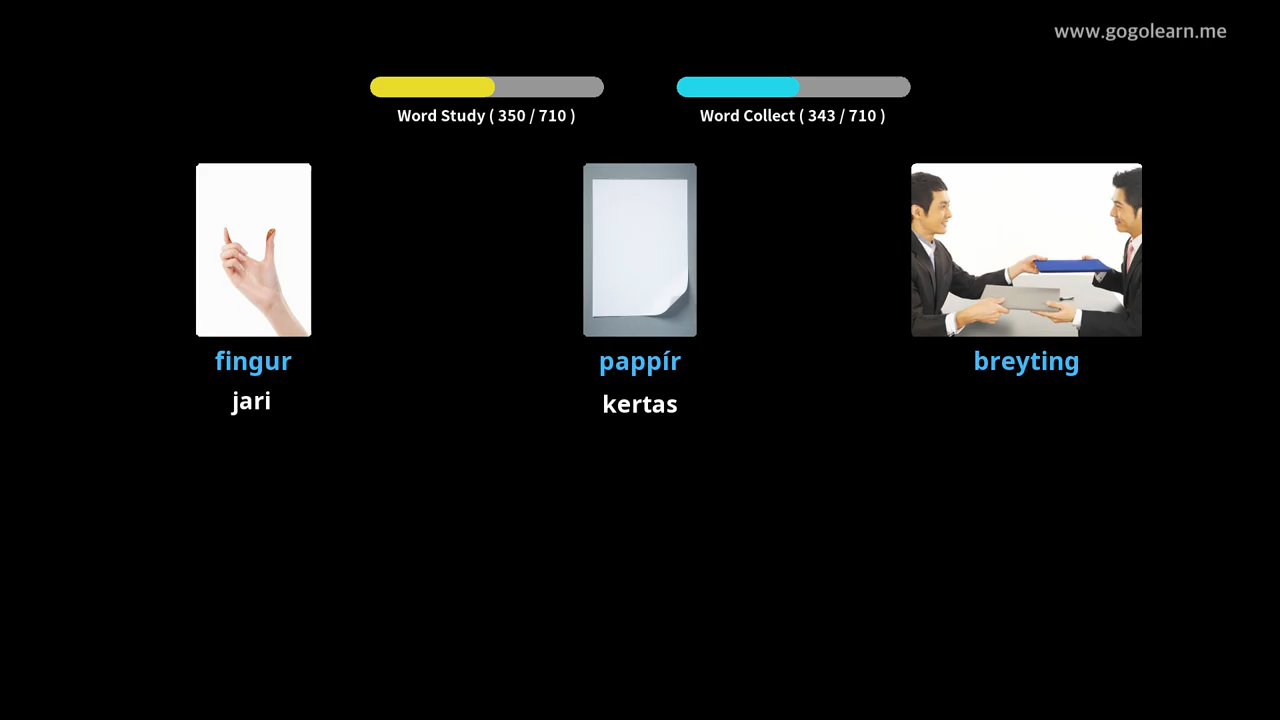 www.gogolearn.me
Word Study ( 350 / 710 )
Word Collect ( 343 / 710 )
fingur
pappír
breyting
jari
kertas